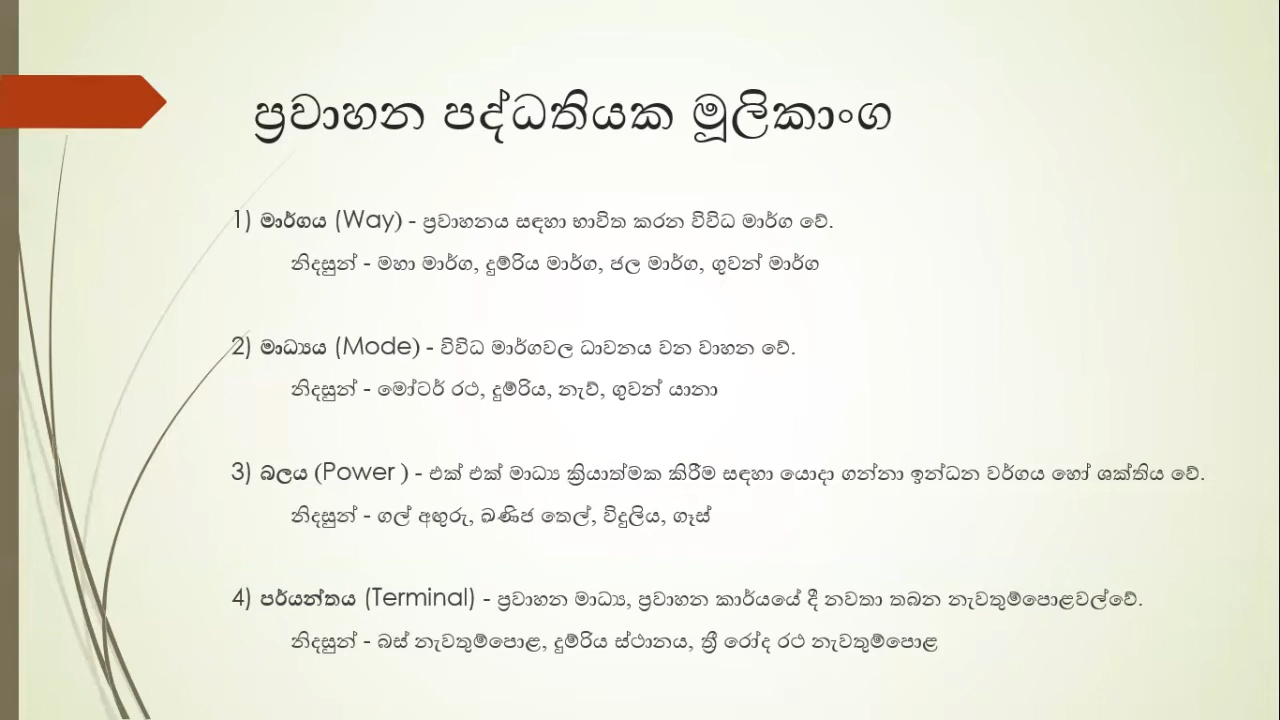 ප්‍රවාහන පද්ධතියක මූලිකාංග
1) මාර්ගය (Way) - ප්‍රවාහනය සඳහා භාවිත කරන විවිධ මාර්ග වේ.
නිදසුන් - මහා මාර්ග, දුම්රිය මාර්ග, ජල මාර්ග, ගුවන් මාර්ග
2) මාධ්‍යය (Mode) - විවිධ මාර්ගවල ධාවනය වන වාහන වේ.
නිදසුන් - මෝටර් රථ, දුම්රිය, නැව්, ගුවන් යානා
3) බලය (Power ) - එක් එක් මාධ්‍ය ක්‍රියාත්මක කිරීම සඳහා යොදා ගන්නා ඉන්ධන වර්ගය හෝ ශක්තිය වේ.
නිදසුන් - ගල් අඟුරු, ඛණිජ තෙල්, විදුලිය, ගෑස්
4) පර්යන්තය (Terminal) - ප්‍රවාහන මාධ්‍ය, ප්‍රවාහන කාර්යයේ දී නවතා තබන නැවතුම්පොළවල්වේ.
නිදසුන් - බස් නැවතුම්පොළ, දුම්රිය ස්ථානය, ත්‍රී රෝද රථ නැවතුම්පොළ